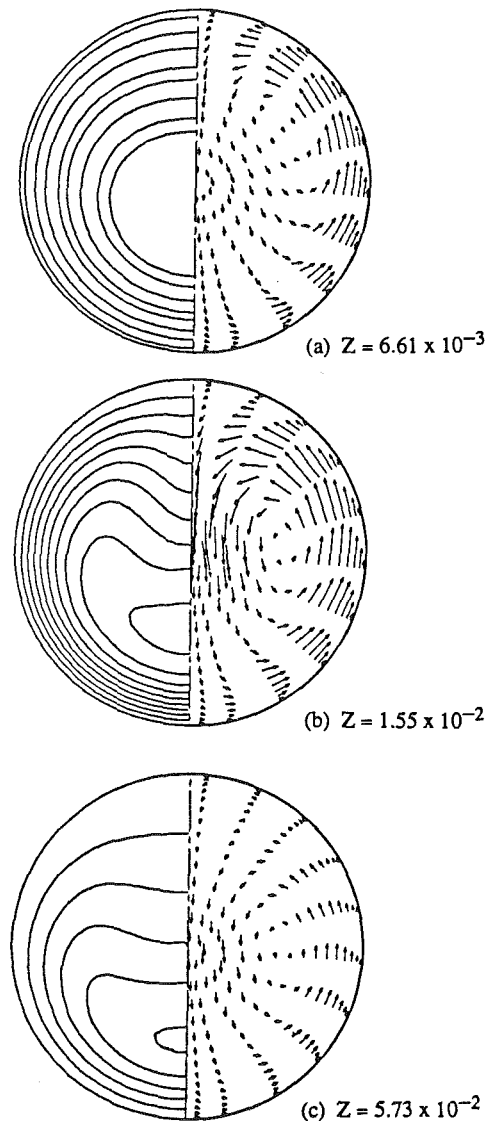 (a) Z = 6.61 x 10⁻³
(b) Z = 1.55 x 10⁻²
(c) Z = 5.73 x 10⁻²